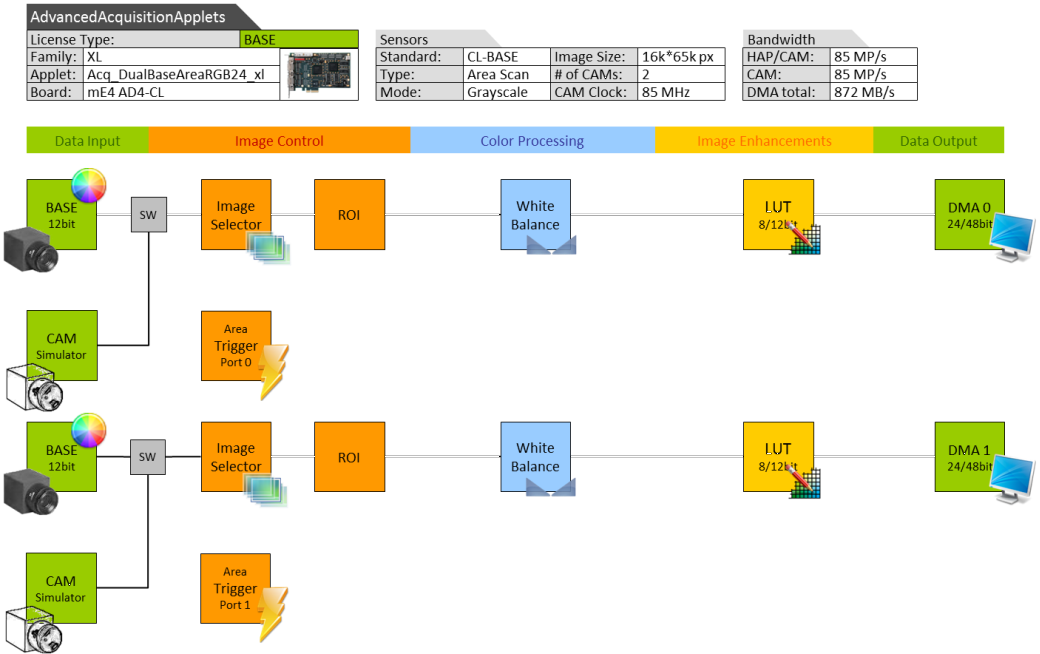 AdvancedAcquisitionApplets
License Type: BASE
Family: XL
Applet: Acq_DualBaseAreaRGB24_xl
Board: mE4 AD4-CL
Sensors
Standard: CL-BASE Image Size: 16k*65k px
Type: Area Scan # of CAMs: 2
Mode: Grayscale CAM Clock: 85 MHz
Bandwidth
HAP/CAM: 85 MP/s
CAM: 85 MP/s
DMA total: 872 MB/s
Data Input Image Control Color Processing Image Enhancements Data Output
BASE
12bit
SW
Image
Selector
ROI
White
Balance
LUT
8/12bit
DMA 0
24/48bit
CAM
Simulator
Area
Trigger
Port 0
BASE
12bit
SW
Image
Selector
ROI
White
Balance
LUT
8/12bit
DMA 1
24/48bit
CAM
Simulator
Area
Trigger
Port 1